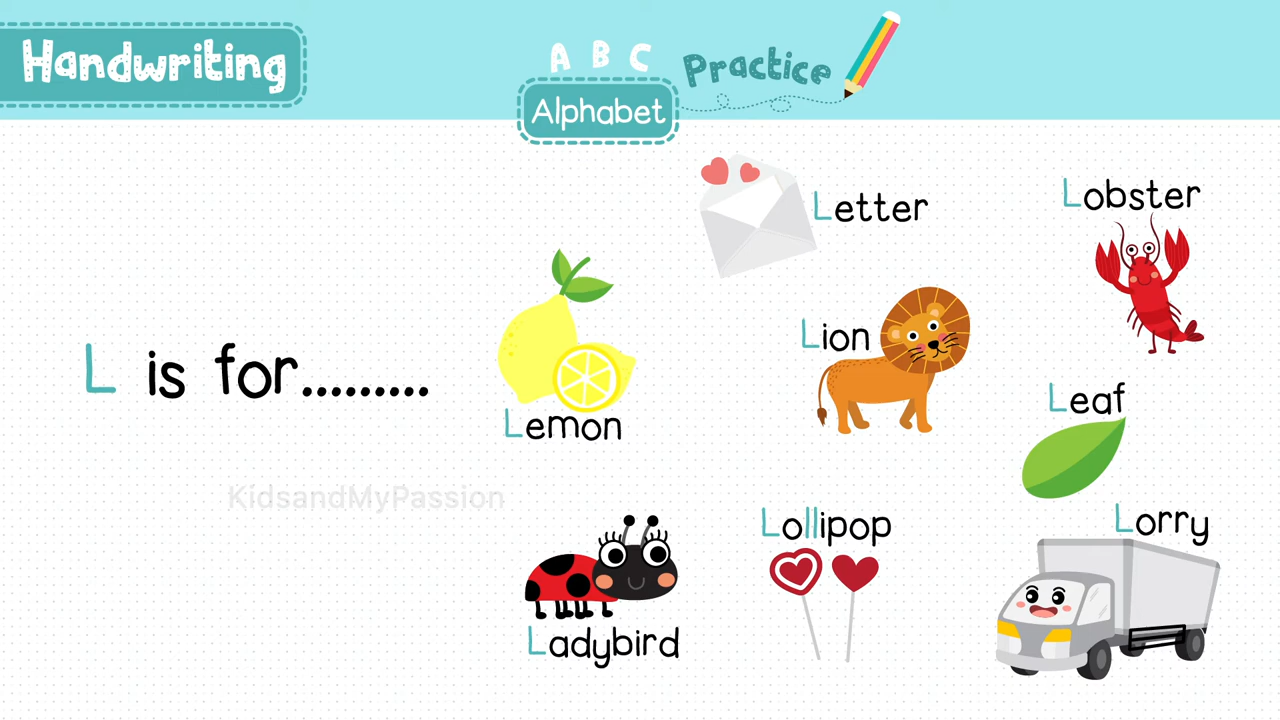 Handwriting
A B C
Alphabet
Practice
L is for.........
Lemon
Letter
Lion
Lobster
Leaf
Ladybird
Lollipop
Lorry
KidsandMyPassion